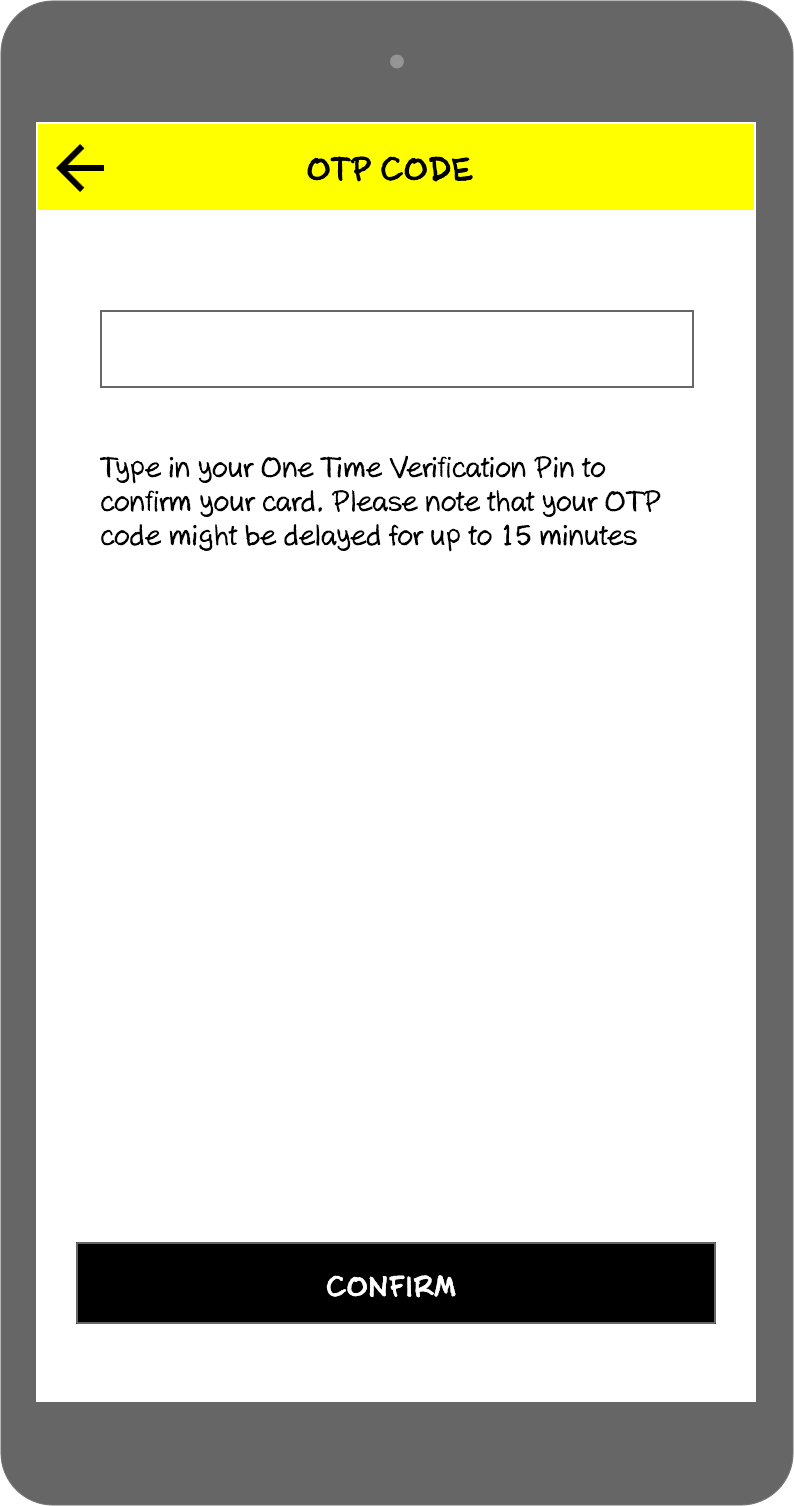 OTP CODE
Type in your One Time Verification Pin to
confirm your card. Please note that your OTP
code might be delayed for up to 15 minutes
CONFIRM